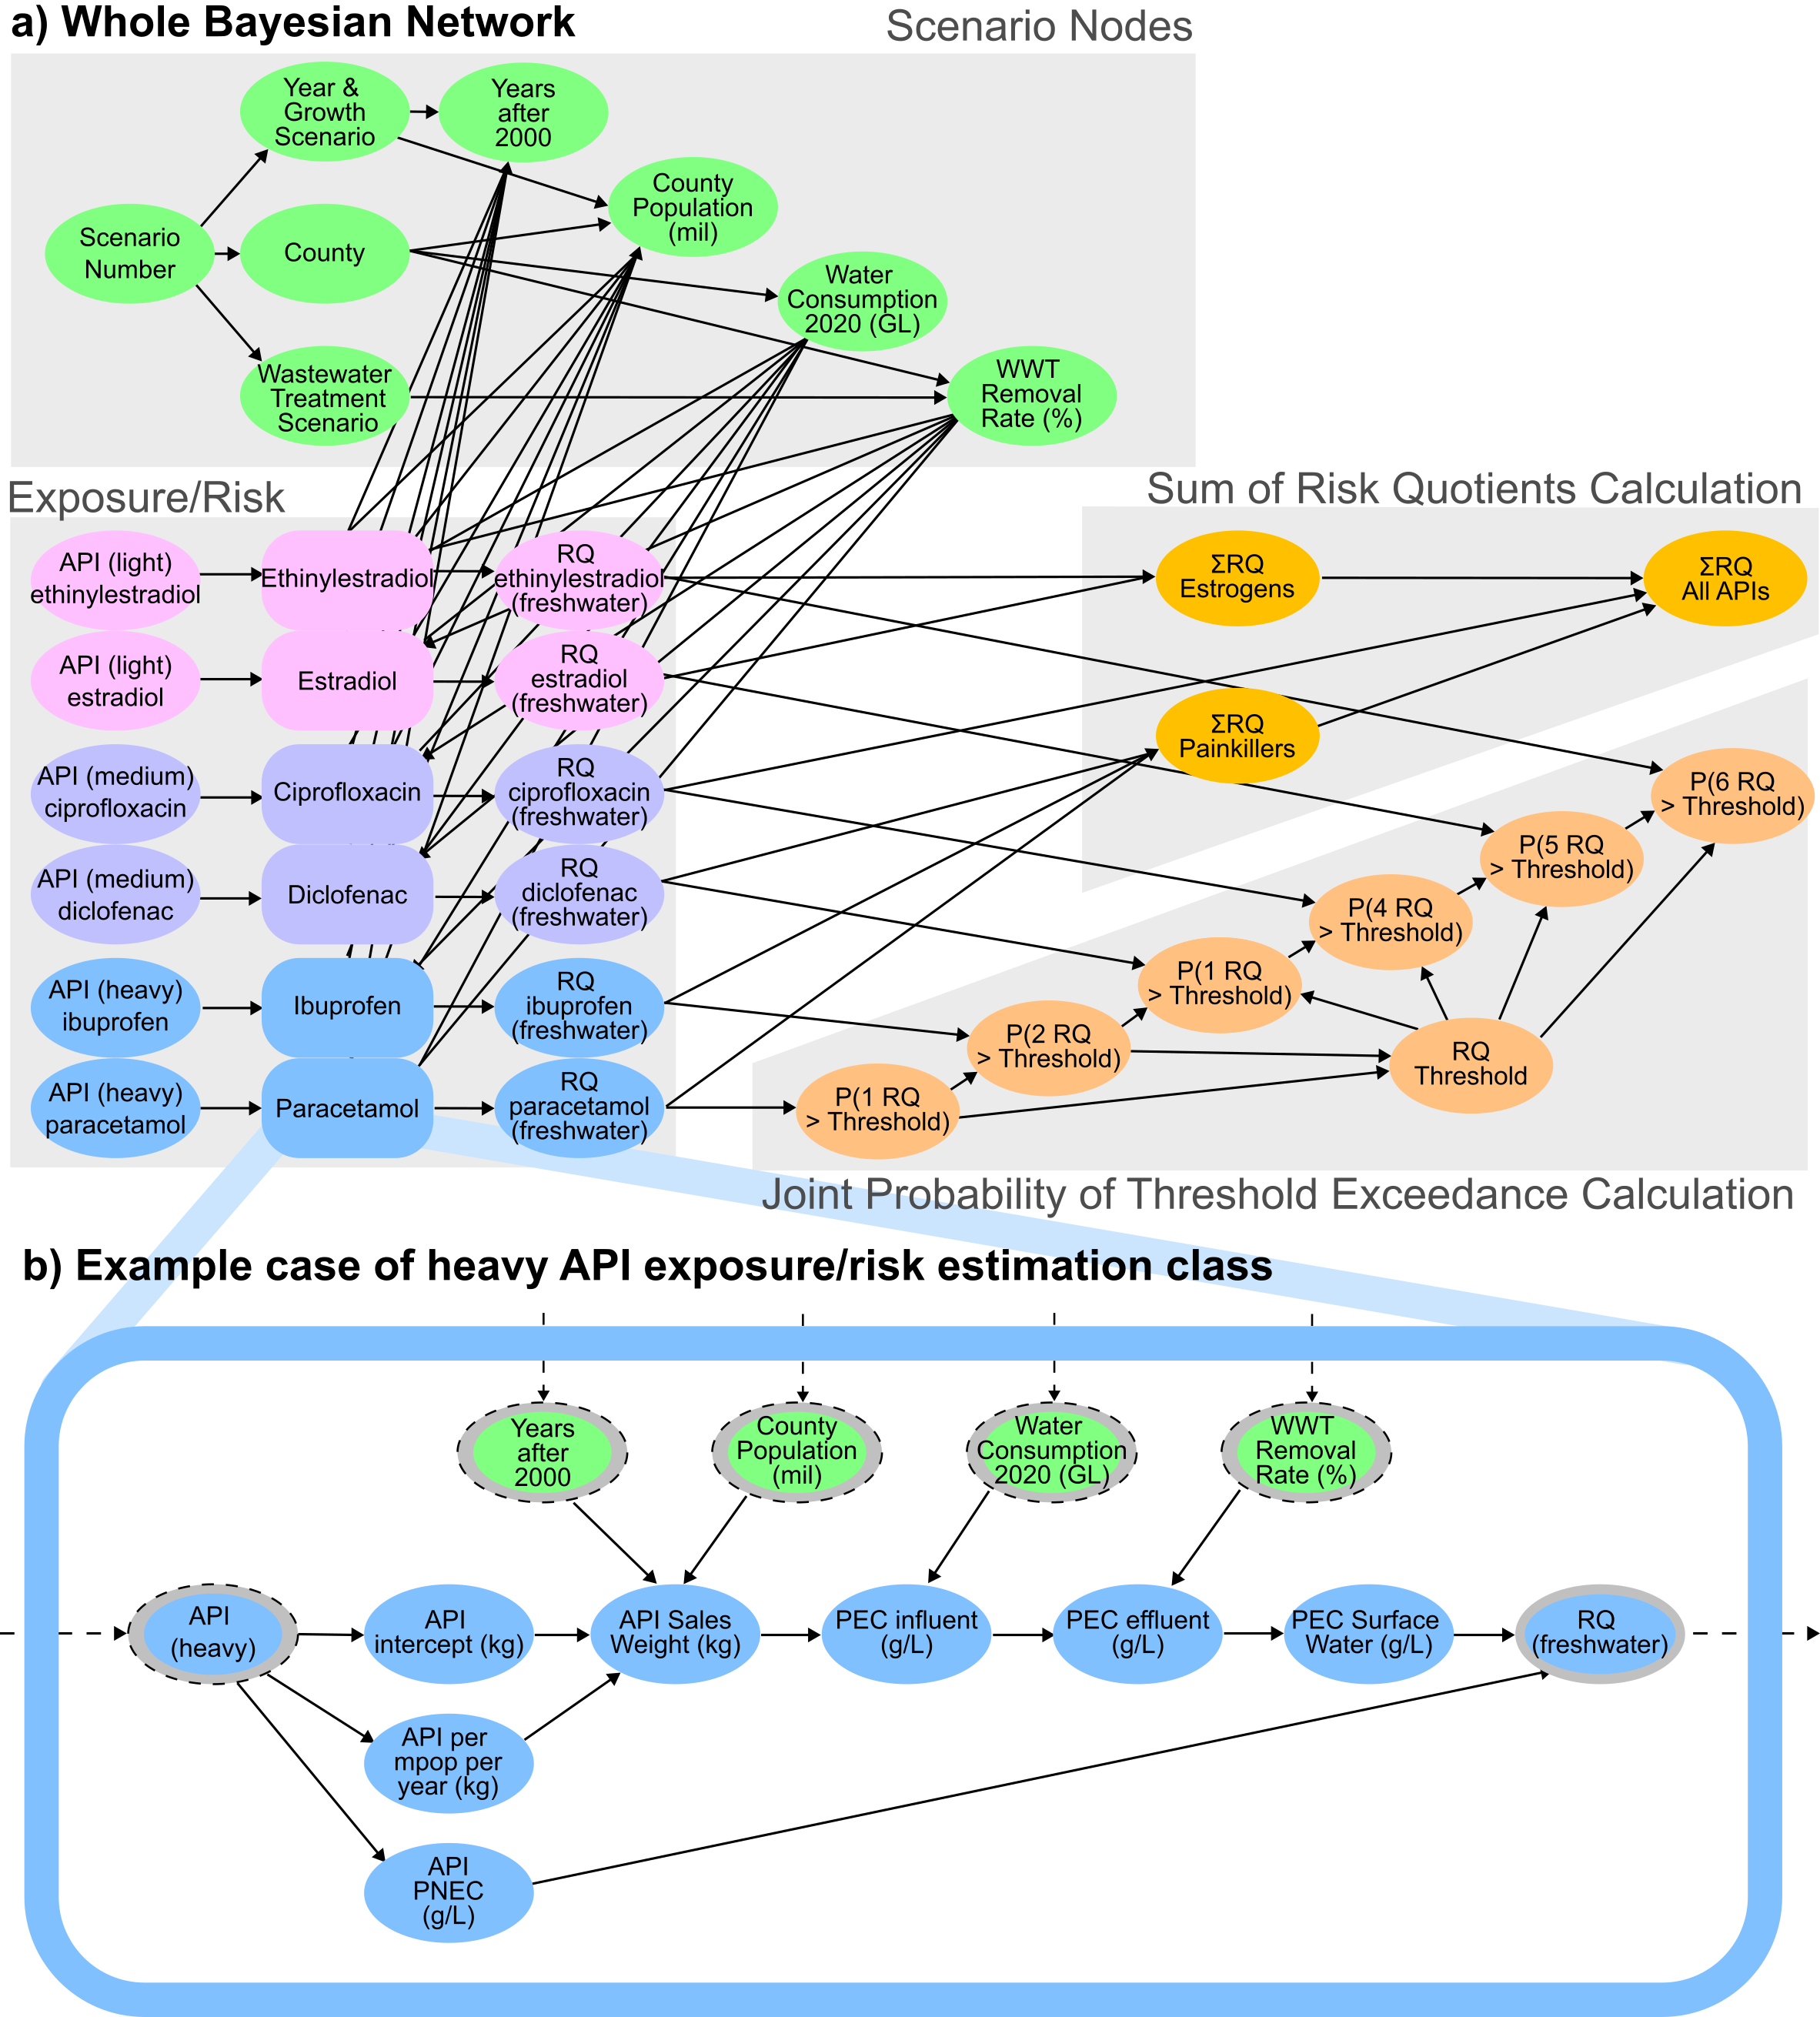 a) Whole Bayesian Network
Scenario Nodes
Year &
Growth
Scenario
Years
after
2000
County
Population
(mil)
Scenario
Number
County
Water
Consumption
2020 (GL)
Wastewater
Treatment
Scenario
WWT
Removal
Rate (%)
Exposure/Risk
Sum of Risk Quotients Calculation
API (light)
ethinylestradiol
Ethinylestradiol
RQ
ethinylestradiol
(freshwater)
ΣRQ
Estrogens
ΣRQ
All APIs
API (light)
estradiol
Estradiol
RQ
estradiol
(freshwater)
ΣRQ
Painkillers
API (medium)
ciprofloxacin
Ciprofloxacin
RQ
ciprofloxacin
(freshwater)
P(6 RQ
> Threshold)
P(5 RQ
> Threshold)
API (medium)
diclofenac
Diclofenac
RQ
diclofenac
(freshwater)
P(4 RQ
> Threshold)
P(1 RQ
> Threshold)
API (heavy)
ibuprofen
Ibuprofen
RQ
ibuprofen
(freshwater)
P(2 RQ
> Threshold)
RQ
Threshold
API (heavy)
paracetamol
Paracetamol
RQ
paracetamol
(freshwater)
P(1 RQ
> Threshold)
Joint Probability of Threshold Exceedance Calculation
b) Example case of heavy API exposure/risk estimation class
Years
after
2000
County
Population
(mil)
Water
Consumption
2020 (GL)
WWT
Removal
Rate (%)
API
(heavy)
API
intercept (kg)
API Sales
Weight (kg)
PEC influent
(g/L)
PEC effluent
(g/L)
PEC Surface
Water (g/L)
RQ
(freshwater)
API per
mpop per
year (kg)
API
PNEC
(g/L)